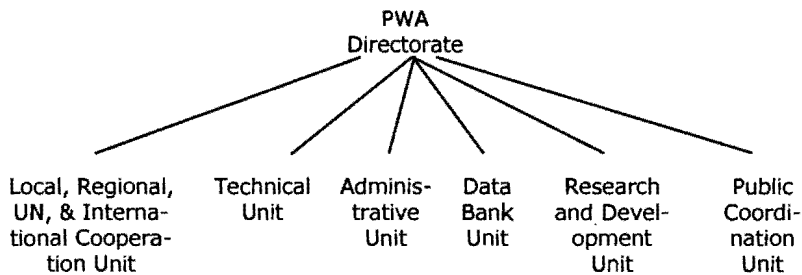 PWA
Directorate
Local, Regional,
UN, & Interna-
tional Coopera-
tion Unit
Technical
Unit
Adminis-
trative
Unit
Data
Bank
Unit
Research
and Devel-
opment
Unit
Public
Coordi-
nation
Unit